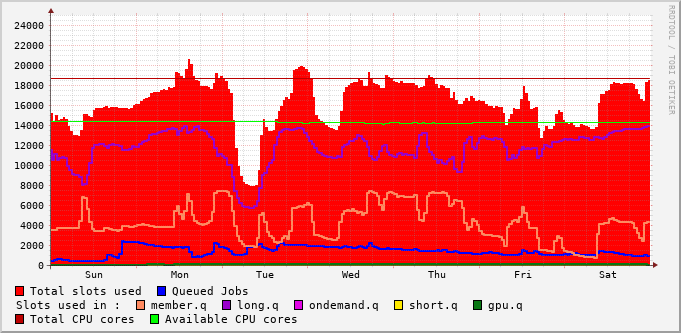 RRDTOOL / TOBI OETIKER
24000
22000
20000
18000
16000
14000
12000
10000
8000
6000
4000
2000
0
Sun Mon Tue Wed Thu Fri Sat
Total slots used Queued Jobs
Slots used in : member.q long.q ondemand.q short.q gpu.q
Total CPU cores Available CPU cores